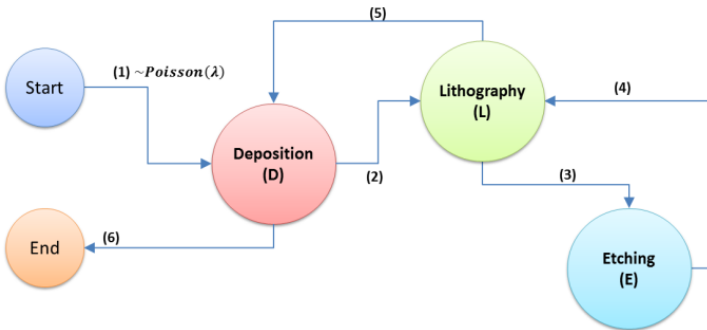 (5)
(1) ~Poisson(λ)
Start
Lithography
(L)
(4)
Deposition
(D)
(2)
(3)
End
(6)
Etching
(E)